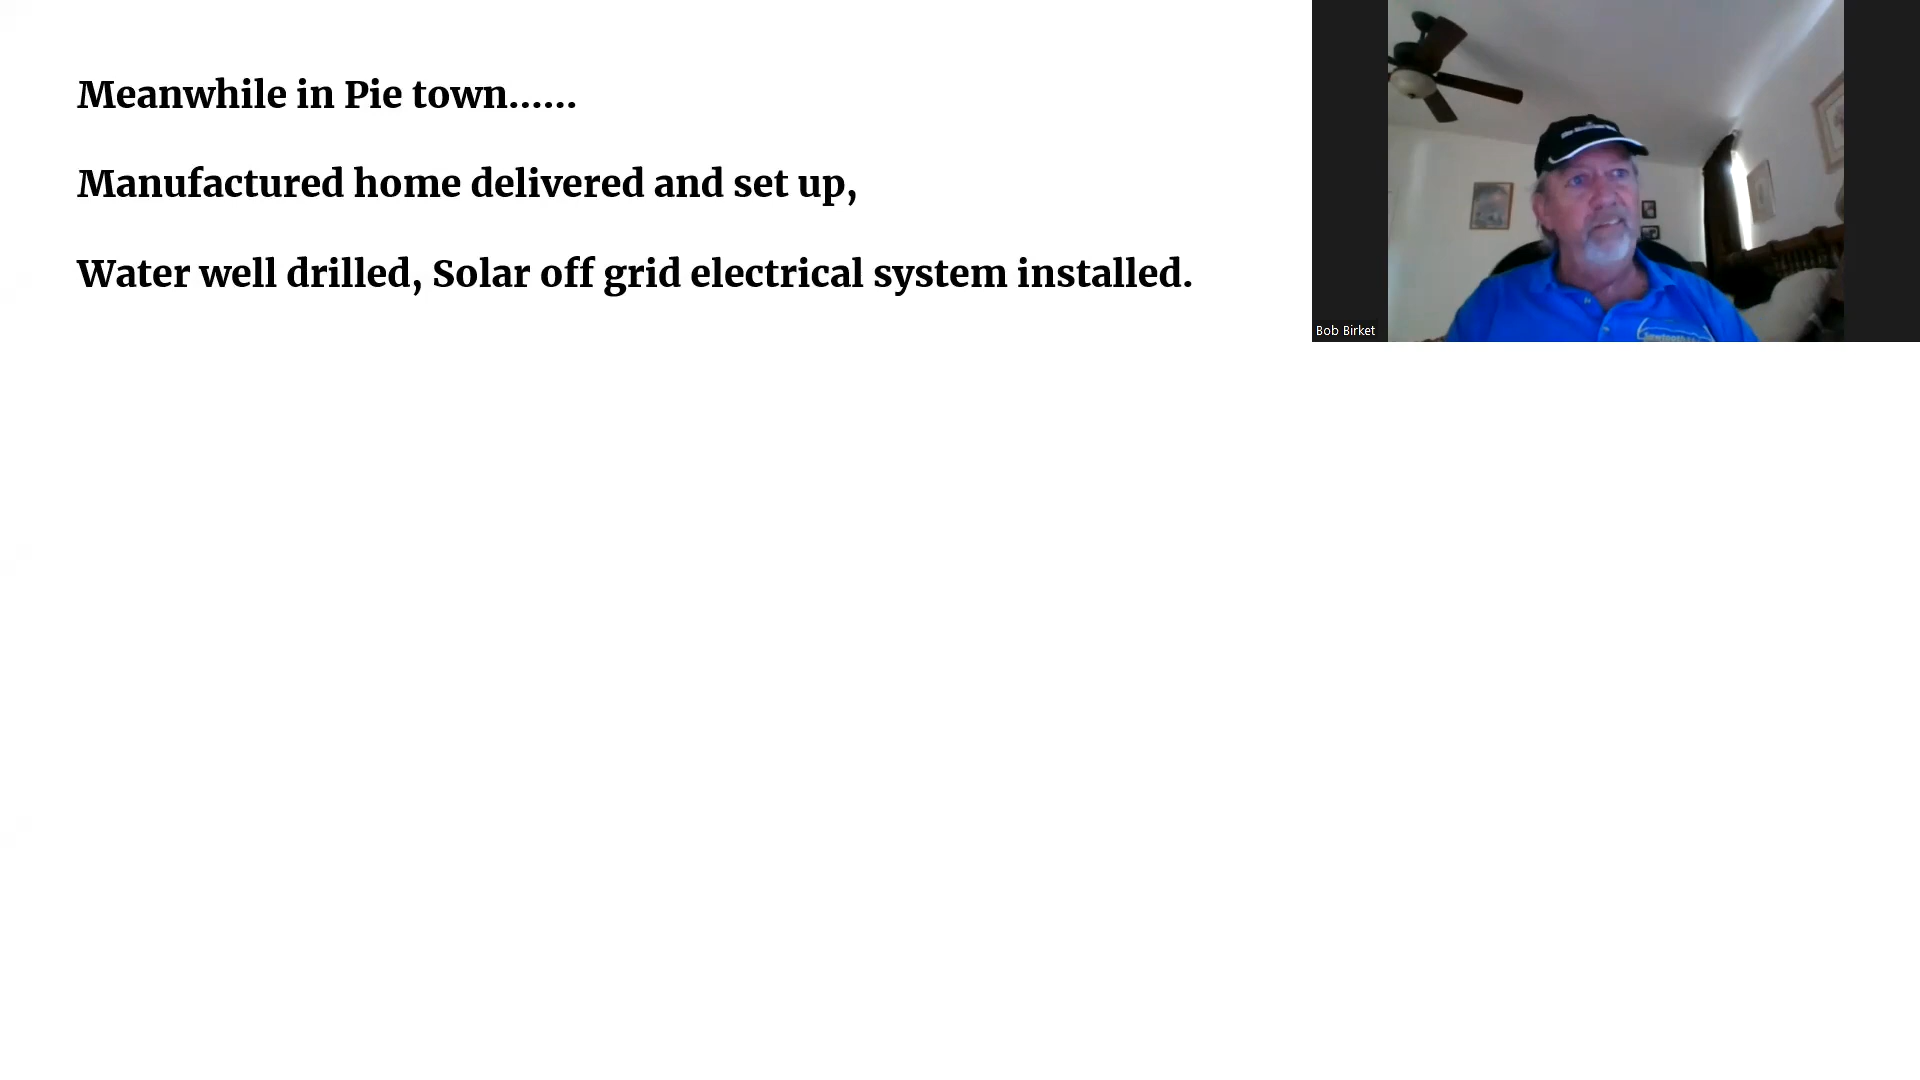 Meanwhile in Pie town......
Manufactured home delivered and set up,
Water well drilled, Solar off grid electrical system installed.
Bob Birket